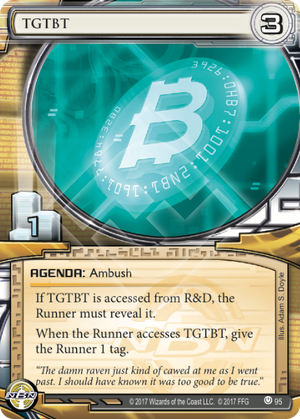 TGTBT
3
1
AGENDA: Ambush
If TGTBT is accessed from R&D, the
Runner must reveal it.
When the Runner accesses TGTBT, give
the Runner 1 tag.
"The damn raven just kind of cawed at me as I went
past. I should have known it was too good to be true."
NBN
© 2017 Wizards of the Coast LLC. © 2017 FFG
95
Illus. Adam S. Doyle